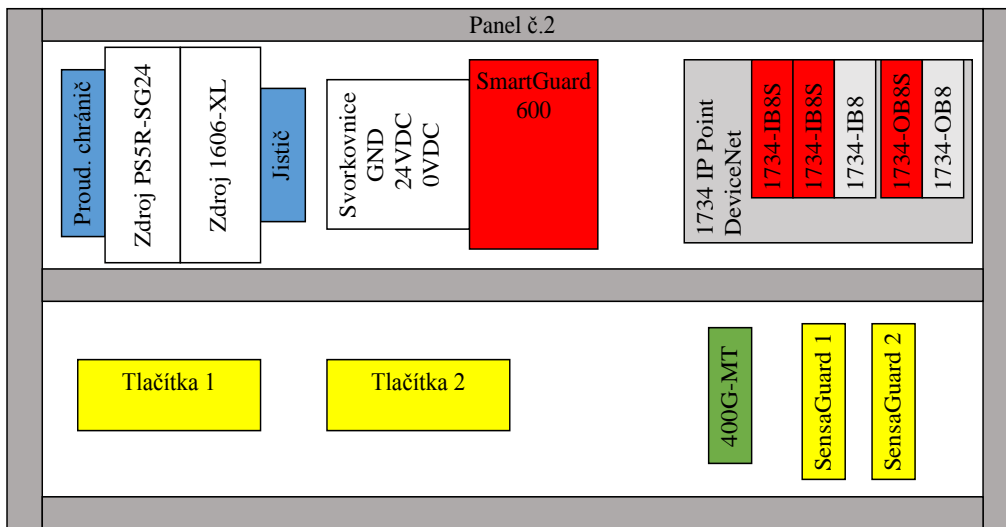 Panel č.2
Proud. chránič
Zdroj PS5R-SG24
Zdroj 1606-XL
Jistič
Svorkovnice
GND
24VDC
0VDC
SmartGuard
600
1734 IP Point
DeviceNet
1734-IB8S
1734-IB8S
1734-IB8
1734-OB8S
1734-OB8
Tlačítka 1
Tlačítka 2
400G-MT
SensaGuard 1
SensaGuard 2